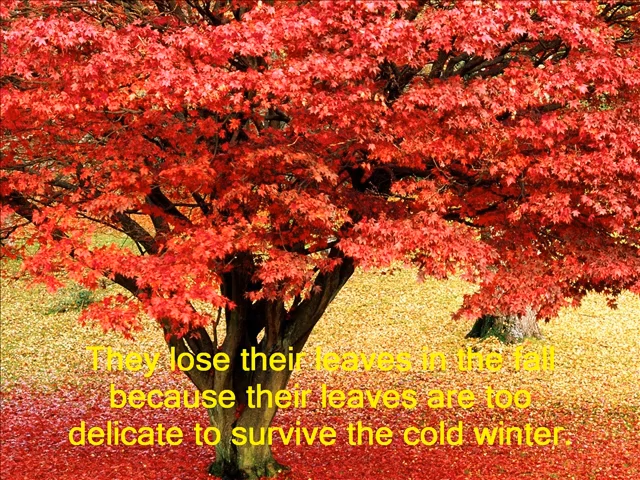 They lose their leaves in the fall
because their leaves are too
delicate to survive the cold winter.